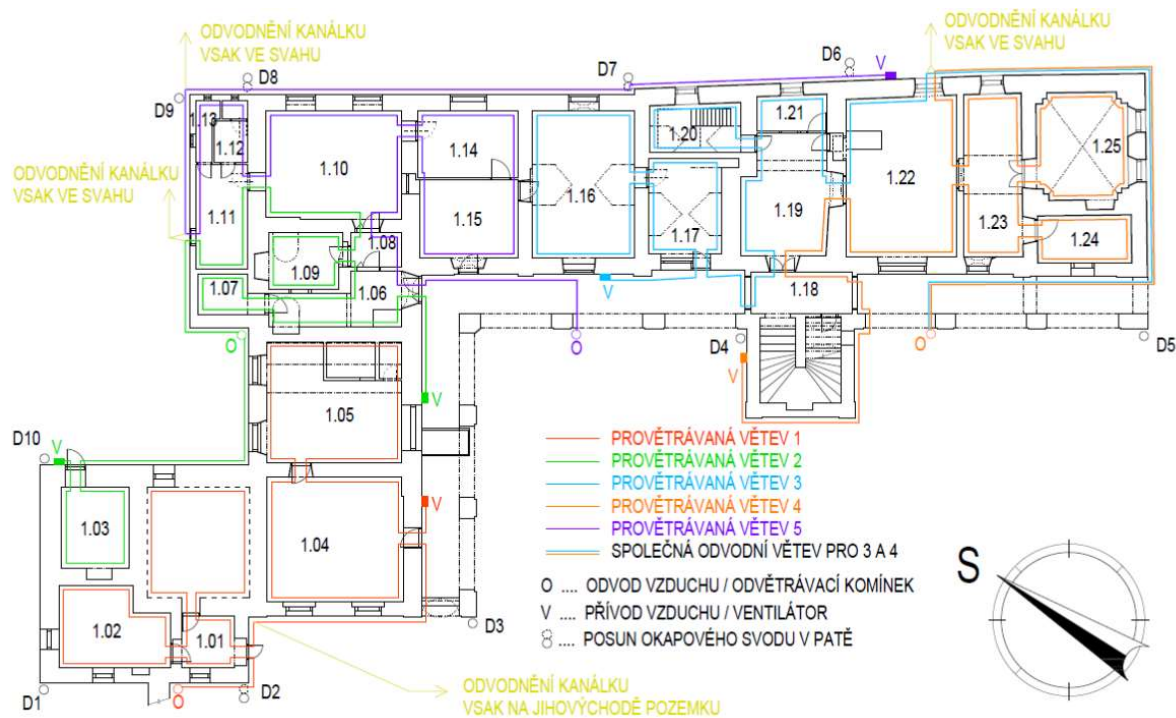 ODVODNĚNÍ KANÁLKU
VSAK VE SVAHU
ODVODNĚNÍ KANÁLKU
VSAK VE SVAHU
D8
D7
D6
V
D9
1.13
1.12
1.10
1.14
1.20
1.21
1.25
ODVODNĚNÍ KANÁLKU
VSAK VE SVAHU
1.11
1.15
1.16
1.17
1.19
1.22
1.23
1.24
1.08
1.09
1.07
1.06
V
1.18
O
O
D4
O
D5
V
V
1.05
D10
V
1.03
1.04
V
1.02
1.01
D3
D1
O
D2
PROVĚTRÁVANÁ VĚTEV 1
PROVĚTRÁVANÁ VĚTEV 2
PROVĚTRÁVANÁ VĚTEV 3
PROVĚTRÁVANÁ VĚTEV 4
PROVĚTRÁVANÁ VĚTEV 5
SPOLEČNÁ ODVODNÍ VĚTEV PRO 3 A 4
O .... ODVOD VZDUCHU / ODVĚTRÁVACÍ KOMÍNEK
V .... PŘÍVOD VZDUCHU / VENTILÁTOR
8 .... POSUN OKAPOVÉHO SVODU V PATĚ
S
ODVODNĚNÍ KANÁLKU
VSAK NA JIHOVÝCHODĚ POZEMKU